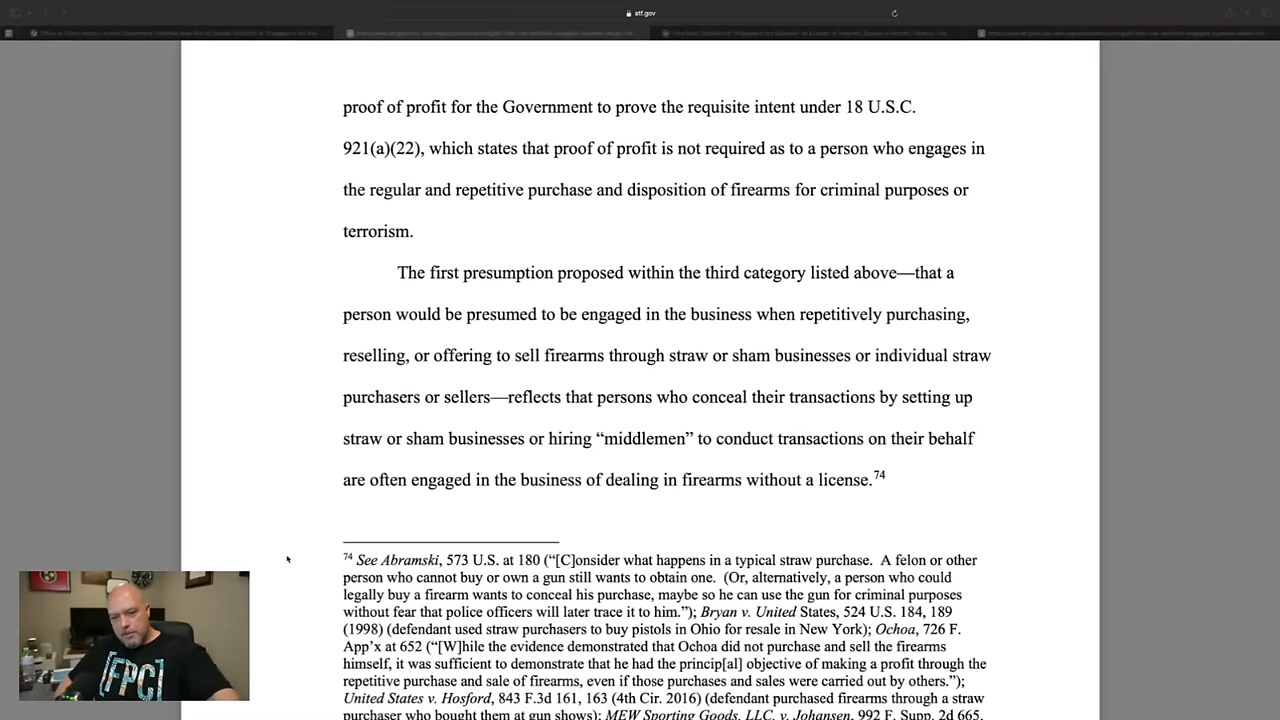 atf.gov
proof of profit for the Government to prove the requisite intent under 18 U.S.C.
921(a)(22), which states that proof of profit is not required as to a person who engages in
the regular and repetitive purchase and disposition of firearms for criminal purposes or
terrorism.
The first presumption proposed within the third category listed above—that a
person would be presumed to be engaged in the business when repetitively purchasing,
reselling, or offering to sell firearms through straw or sham businesses or individual straw
purchasers or sellers—reflects that persons who conceal their transactions by setting up
straw or sham businesses or hiring “middlemen” to conduct transactions on their behalf
are often engaged in the business of dealing in firearms without a license.74
74 See Abramski, 573 U.S. at 180 (“[C]onsider what happens in a typical straw purchase. A felon or other
person who cannot buy or own a gun still wants to obtain one. (Or, alternatively, a person who could
legally buy a firearm wants to conceal his purchase, maybe so he can use the gun for criminal purposes
without fear that police officers will later trace it to him.”); Bryan v. United States, 524 U.S. 184, 189
(1998) (defendant used straw purchasers to buy pistols in Ohio for resale in New York); Ochoa, 726 F.
App’x at 652 (“[W]hile the evidence demonstrated that Ochoa did not purchase and sell the firearms
himself, it was sufficient to demonstrate that he had the princip[al] objective of making a profit through the
repetitive purchase and sale of firearms, even if those purchases and sales were carried out by others.”);
United States v. Hosford, 843 F.3d 161, 163 (4th Cir. 2016) (defendant purchased firearms through a straw
purchaser who bought them at gun shows); MEW Sporting Goods, LLC. v. Johansen, 992 F. Supp. 2d 665,
[FPC]